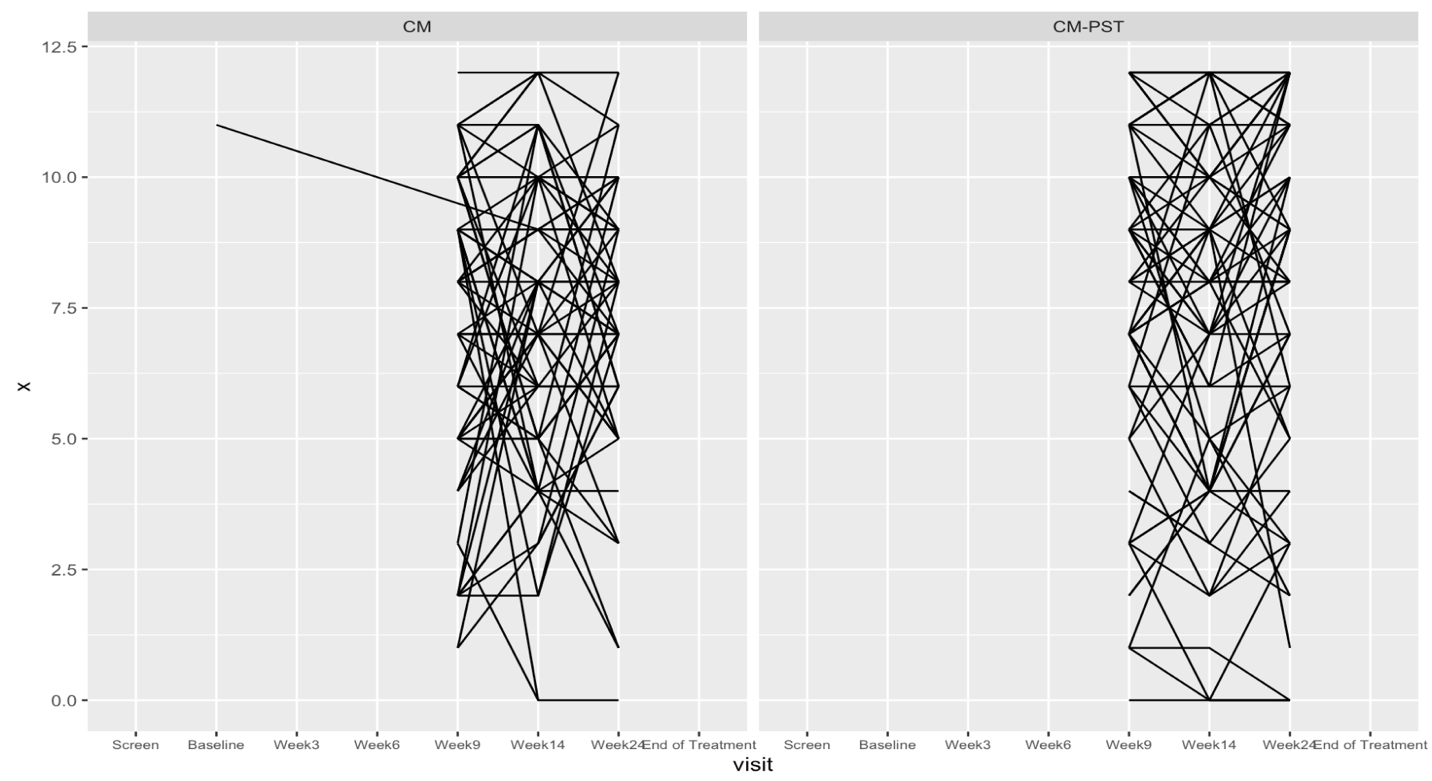 CM CM-PST
12.5
10.0
7.5
5.0
2.5
0.0
x
Screen Baseline Week3 Week6 Week9 Week14 Week24 End of Treatment Screen Baseline Week3 Week6 Week9 Week14 Week24 End of Treatment
visit